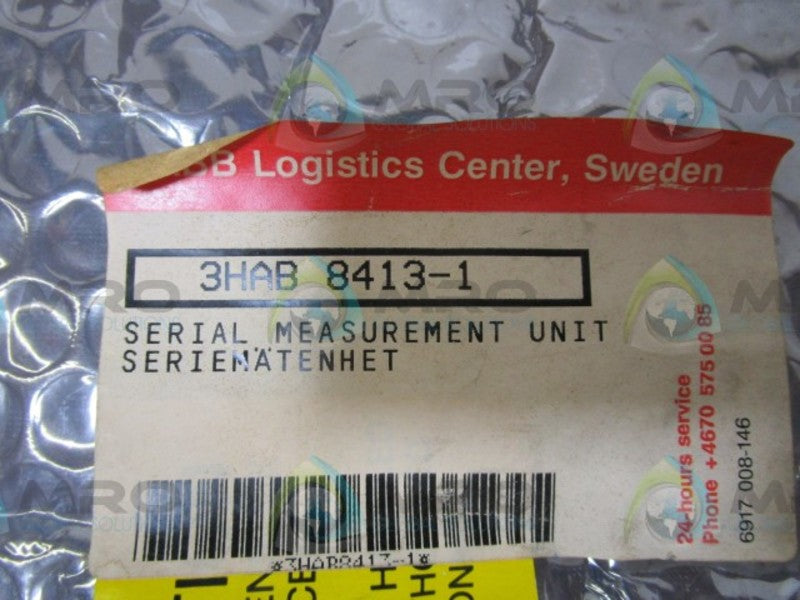 ABB Logistics Center, Sweden
3HAB 8413-1
SERIAL MEASUREMENT UNIT
SERIEMÄTENHET
*3HAB8413-1*
24-hours service
Phone +4670 575 00 85
6917 008-146
MRO